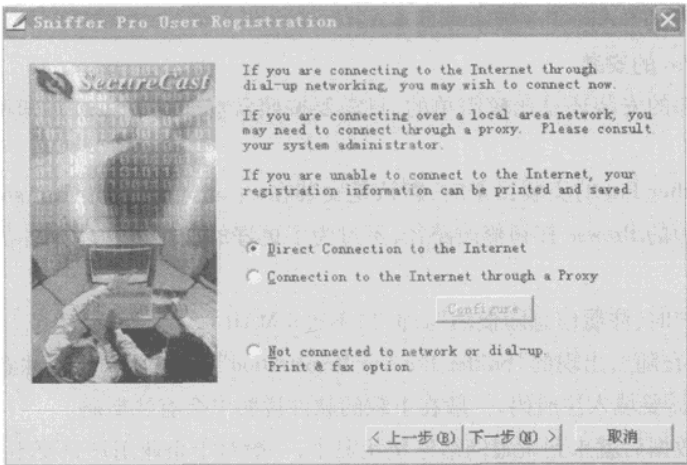 Sniffer Pro User Registration
SecureCast
If you are connecting to the Internet through
dial-up networking, you may wish to connect now.
If you are connecting over a local area network, you
may need to connect through a proxy. Please consult
your system administrator.
If you are unable to connect to the Internet, your
registration information can be printed and saved.
Direct Connection to the Internet
Connection to the Internet through a Proxy
Configure
Not connected to network or dial-up.
Print & fax option
< 上一步(B)
下一步(N) >
取消